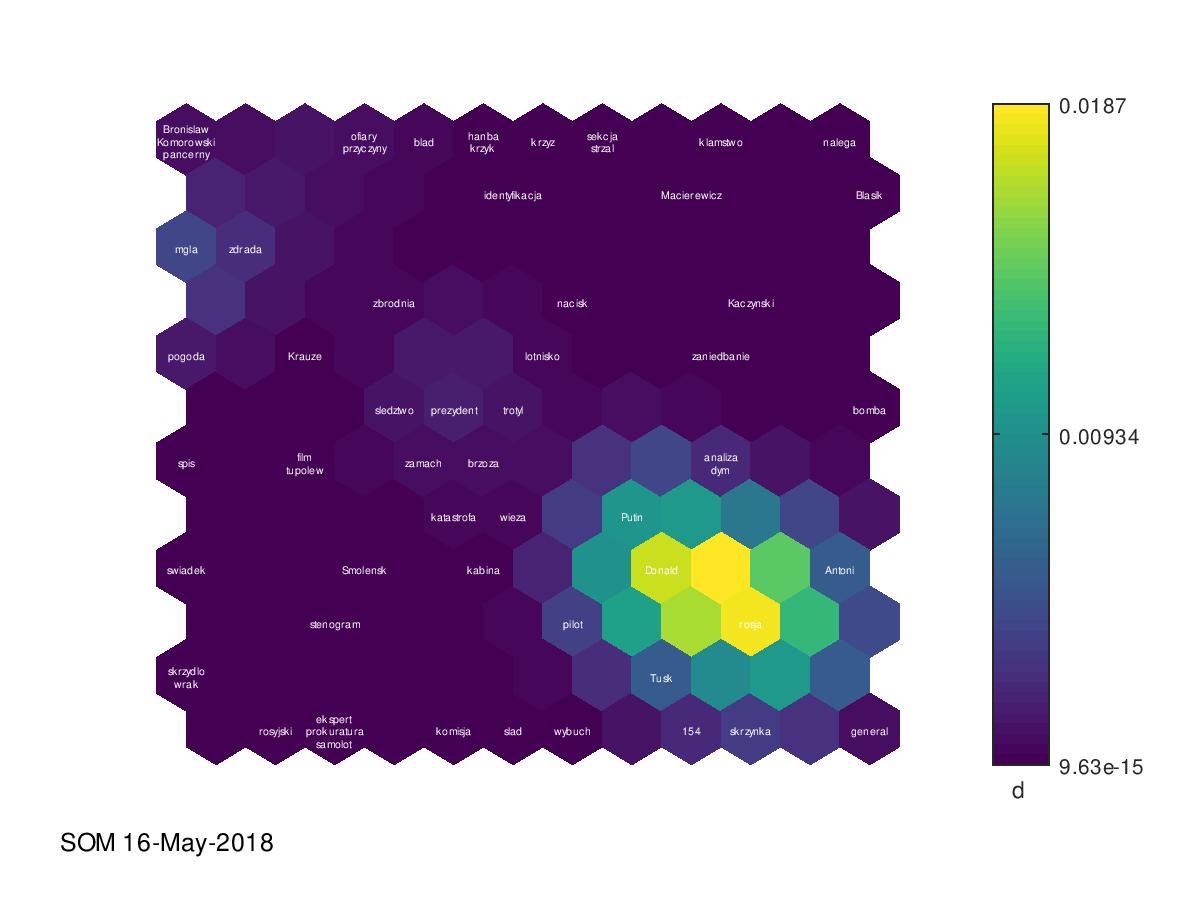 0.0187
Bronislaw
Komorowski
pancerny
ofiary
przyczyny
blad
hanba
krzyk
krzyz
sekcja
strzal
klamstwo
nalega
identyfikacja
Macierewicz
Blasik
mgla
zdrada
zbrodnia
nacisk
Kaczynski
pogoda
Krauze
lotnisko
zaniedbanie
sledztwo
prezydent
trotyl
bomba
0.00934
spis
film
tupolew
zamach
brzoza
analiza
dym
katastrofa
wieza
Putin
swiadek
Smolensk
kabina
Donald
Antoni
stenogram
pilot
rosja
skrzydlo
wrak
Tusk
rosyjski
ekspert
prokuratura
samolot
komisja
slad
wybuch
154
skrzynka
general
9.63e-15
d
SOM 16-May-2018